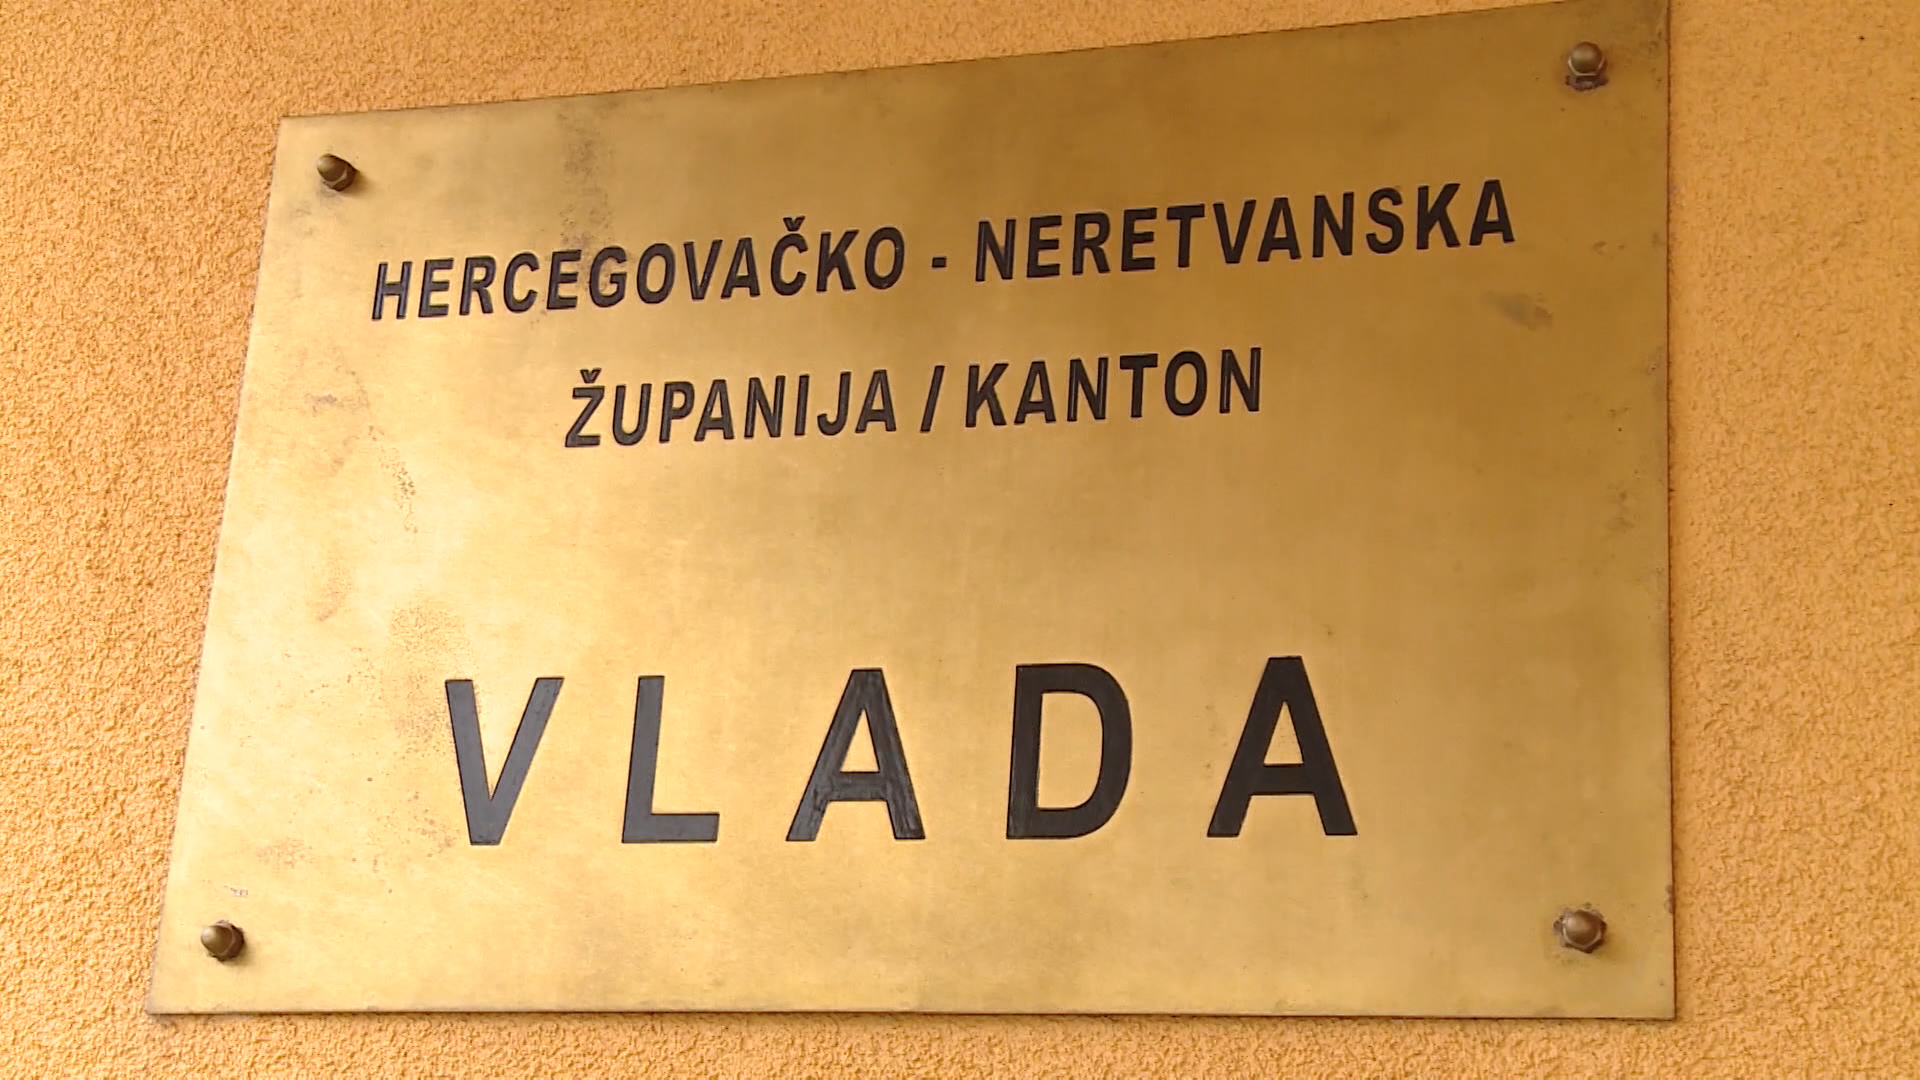 HERCEGOVAČKO - NERETVANSKA
ŽUPANIJA / KANTON
VLADA